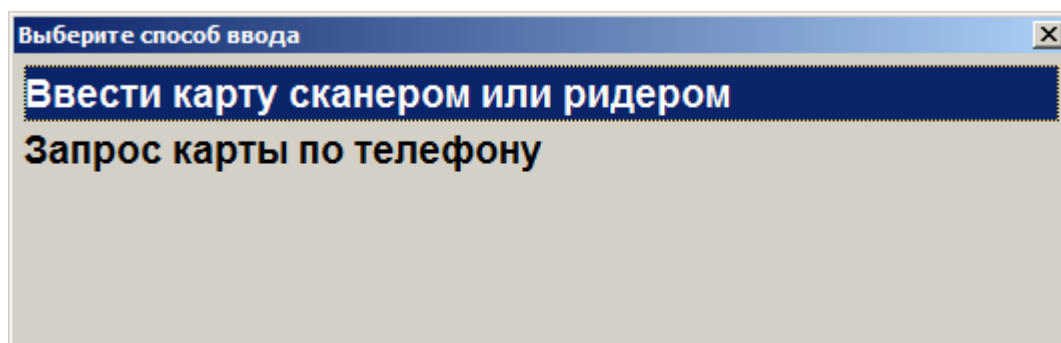 Выберите способ ввода
Ввести карту сканером или ридером
Запрос карты по телефону